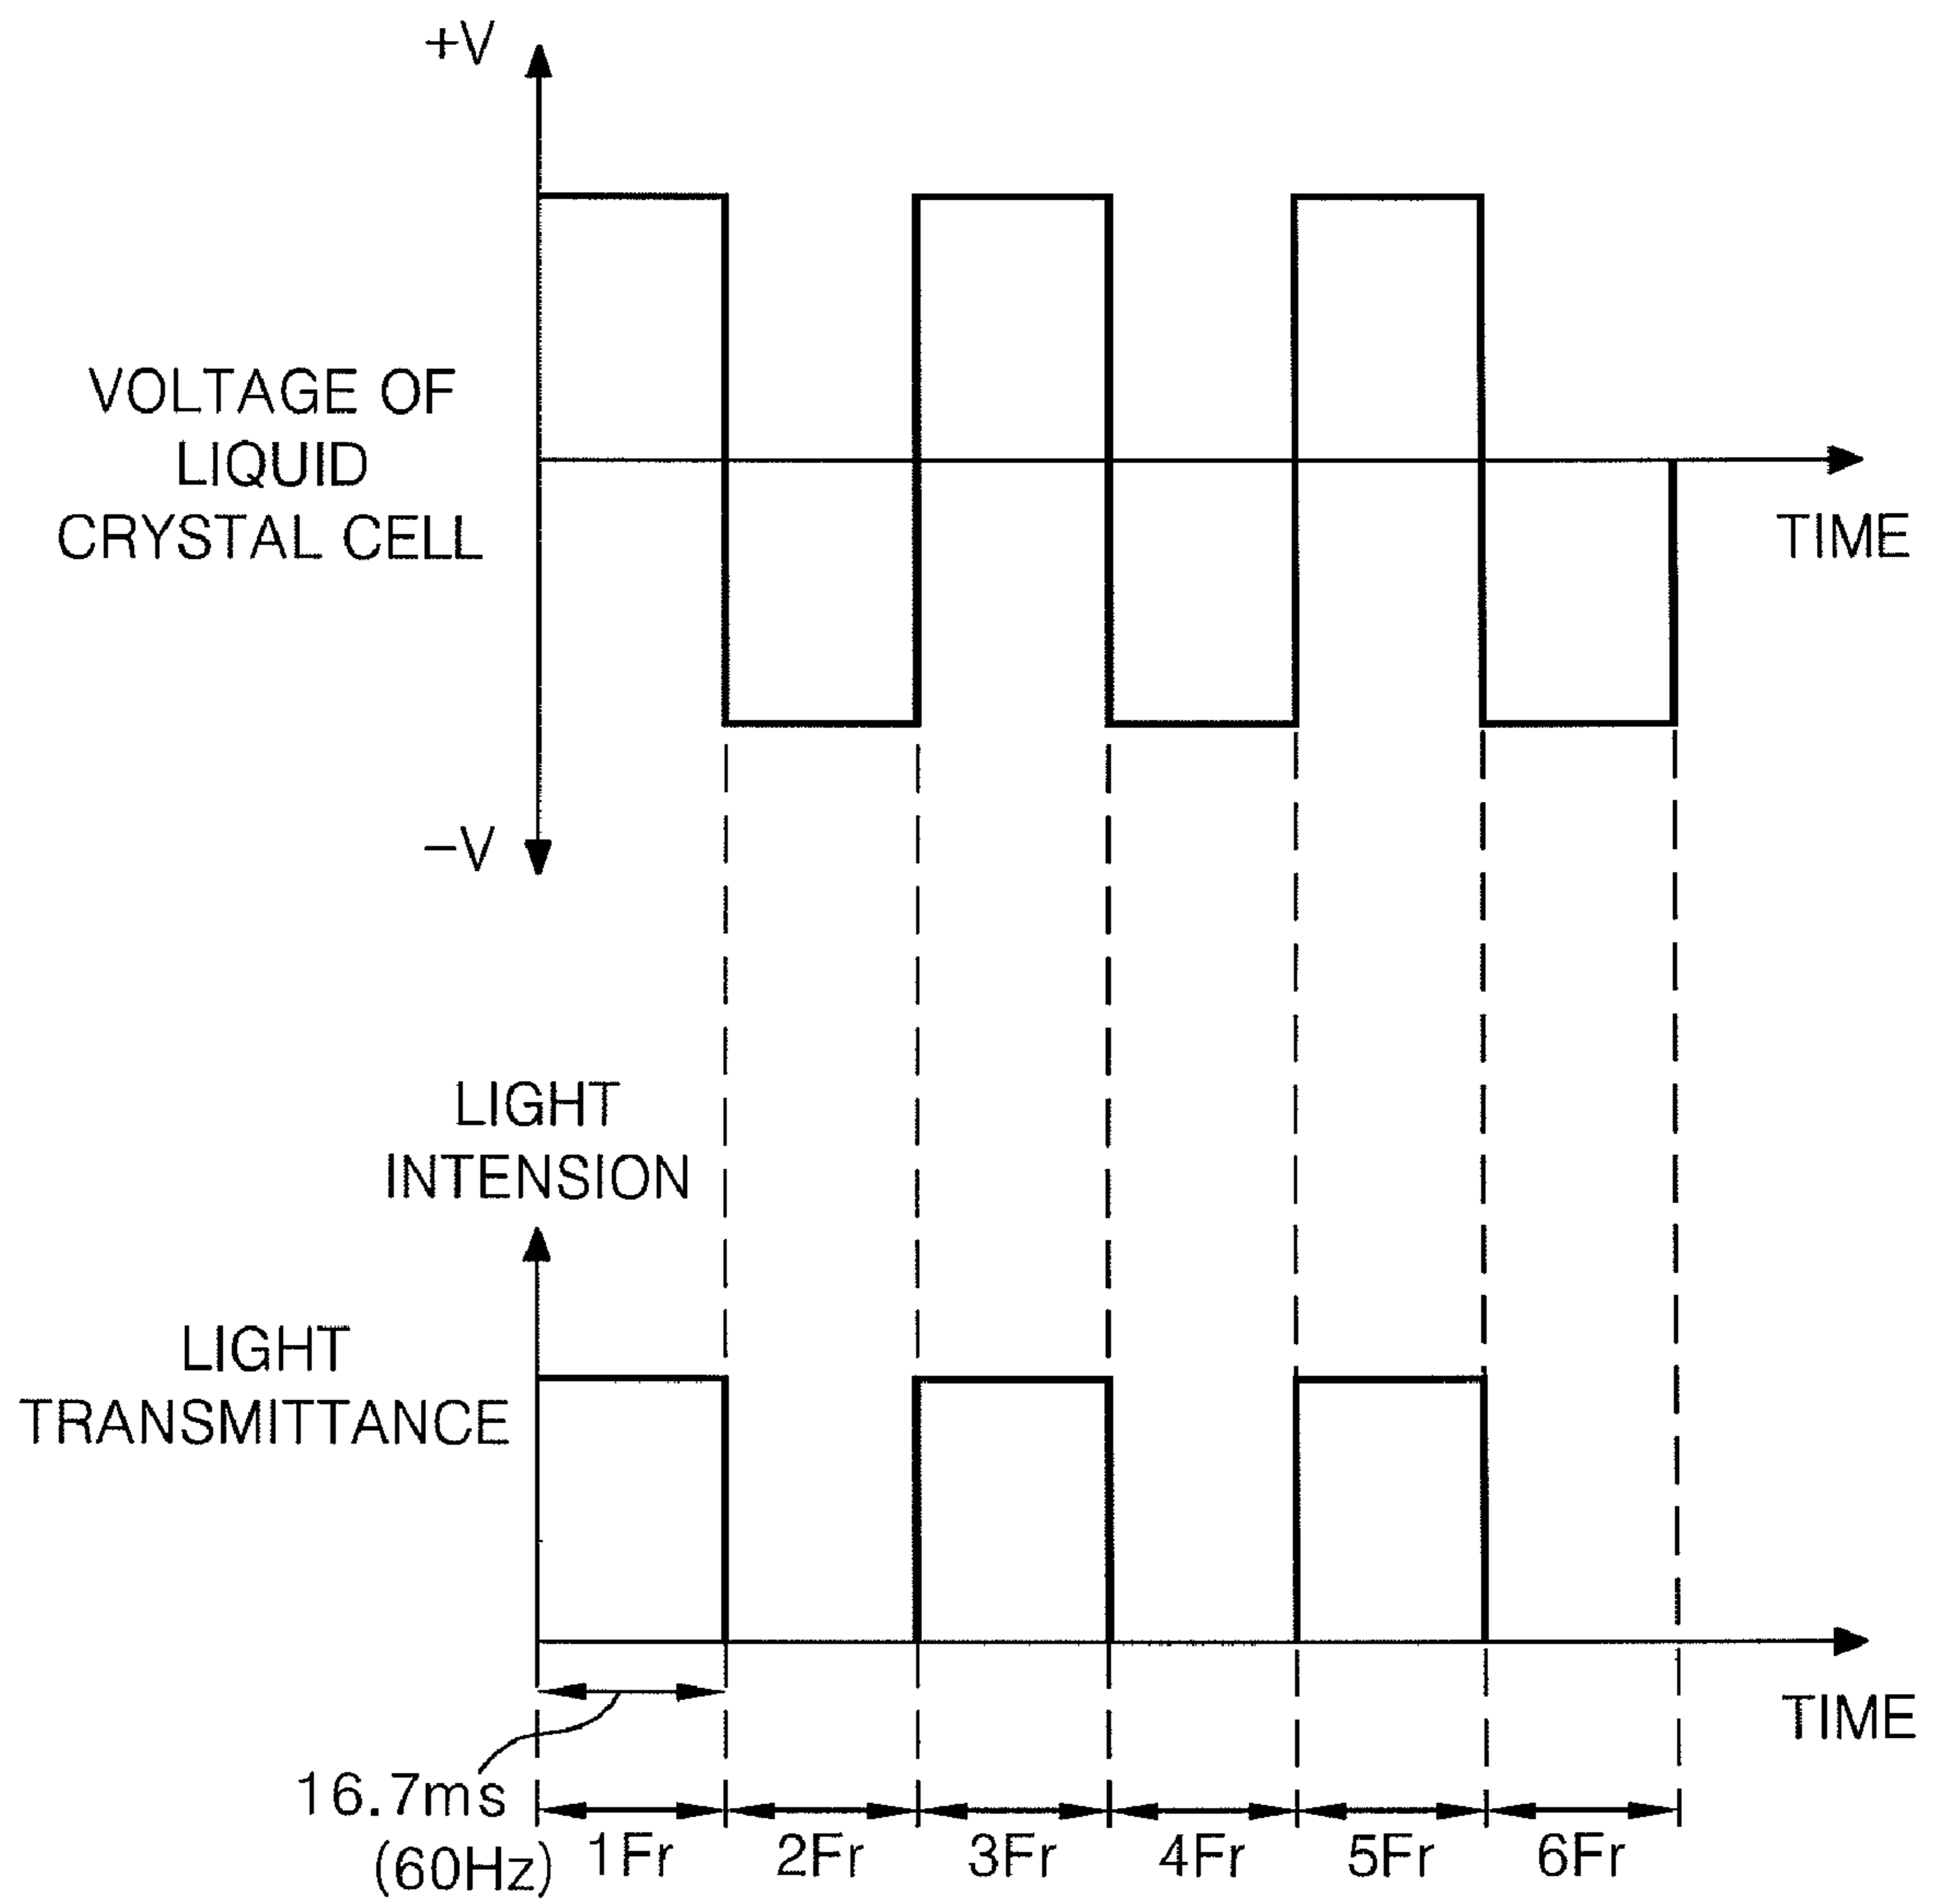 +V
VOLTAGE OF
LIQUID
CRYSTAL CELL
TIME
–V
LIGHT
INTENSION
LIGHT
TRANSMITTANCE
TIME
16.7ms
(60Hz)
1Fr 2Fr 3Fr 4Fr 5Fr 6Fr